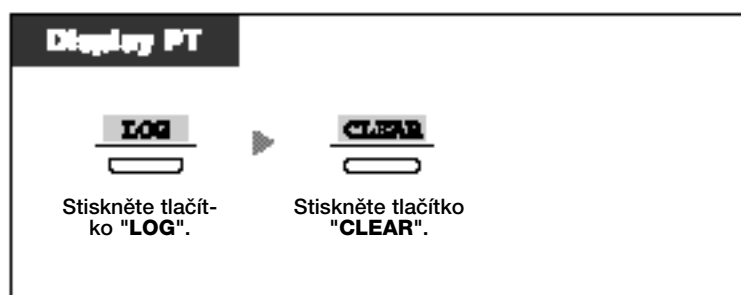 Display PT
LOG
CLEAR
Stiskněte tlačít-
ko "LOG".
Stiskněte tlačítko
"CLEAR".